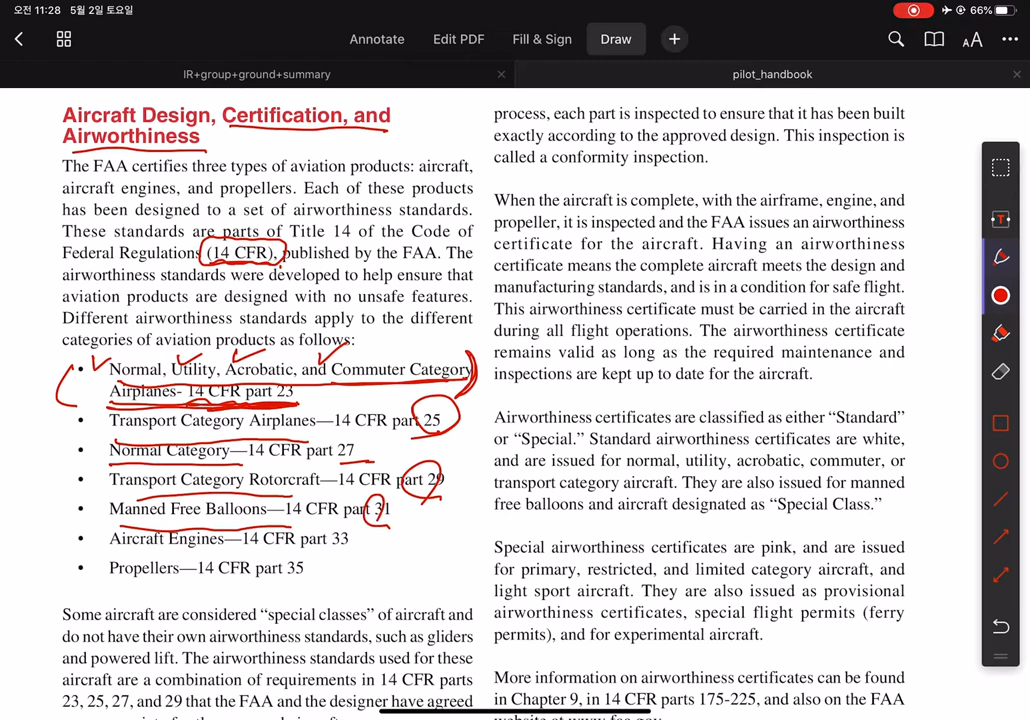 오전 11:28 5월 2일 토요일
66%
Annotate Edit PDF Fill & Sign Draw
AA
IR+group+ground+summary
pilot_handbook
Aircraft Design, Certification, and
Airworthiness
The FAA certifies three types of aviation products: aircraft,
aircraft engines, and propellers. Each of these products
has been designed to a set of airworthiness standards.
These standards are parts of Title 14 of the Code of
Federal Regulations (14 CFR), published by the FAA. The
airworthiness standards were developed to help ensure that
aviation products are designed with no unsafe features.
Different airworthiness standards apply to the different
categories of aviation products as follows:
• Normal, Utility, Acrobatic, and Commuter Category
Airplanes- 14 CFR part 23
• Transport Category Airplanes—14 CFR part 25
• Normal Category—14 CFR part 27
• Transport Category Rotorcraft—14 CFR part 29
• Manned Free Balloons—14 CFR part 31
• Aircraft Engines—14 CFR part 33
• Propellers—14 CFR part 35
Some aircraft are considered “special classes” of aircraft and
do not have their own airworthiness standards, such as gliders
and powered lift. The airworthiness standards used for these
aircraft are a combination of requirements in 14 CFR parts
23, 25, 27, and 29 that the FAA and the designer have agreed
process, each part is inspected to ensure that it has been built
exactly according to the approved design. This inspection is
called a conformity inspection.
When the aircraft is complete, with the airframe, engine, and
propeller, it is inspected and the FAA issues an airworthiness
certificate for the aircraft. Having an airworthiness
certificate means the complete aircraft meets the design and
manufacturing standards, and is in a condition for safe flight.
This airworthiness certificate must be carried in the aircraft
during all flight operations. The airworthiness certificate
remains valid as long as the required maintenance and
inspections are kept up to date for the aircraft.
Airworthiness certificates are classified as either “Standard”
or “Special.” Standard airworthiness certificates are white,
and are issued for normal, utility, acrobatic, commuter, or
transport category aircraft. They are also issued for manned
free balloons and aircraft designated as “Special Class.”
Special airworthiness certificates are pink, and are issued
for primary, restricted, and limited category aircraft, and
light sport aircraft. They are also issued as provisional
airworthiness certificates, special flight permits (ferry
permits), and for experimental aircraft.
More information on airworthiness certificates can be found
in Chapter 9, in 14 CFR parts 175-225, and also on the FAA
T